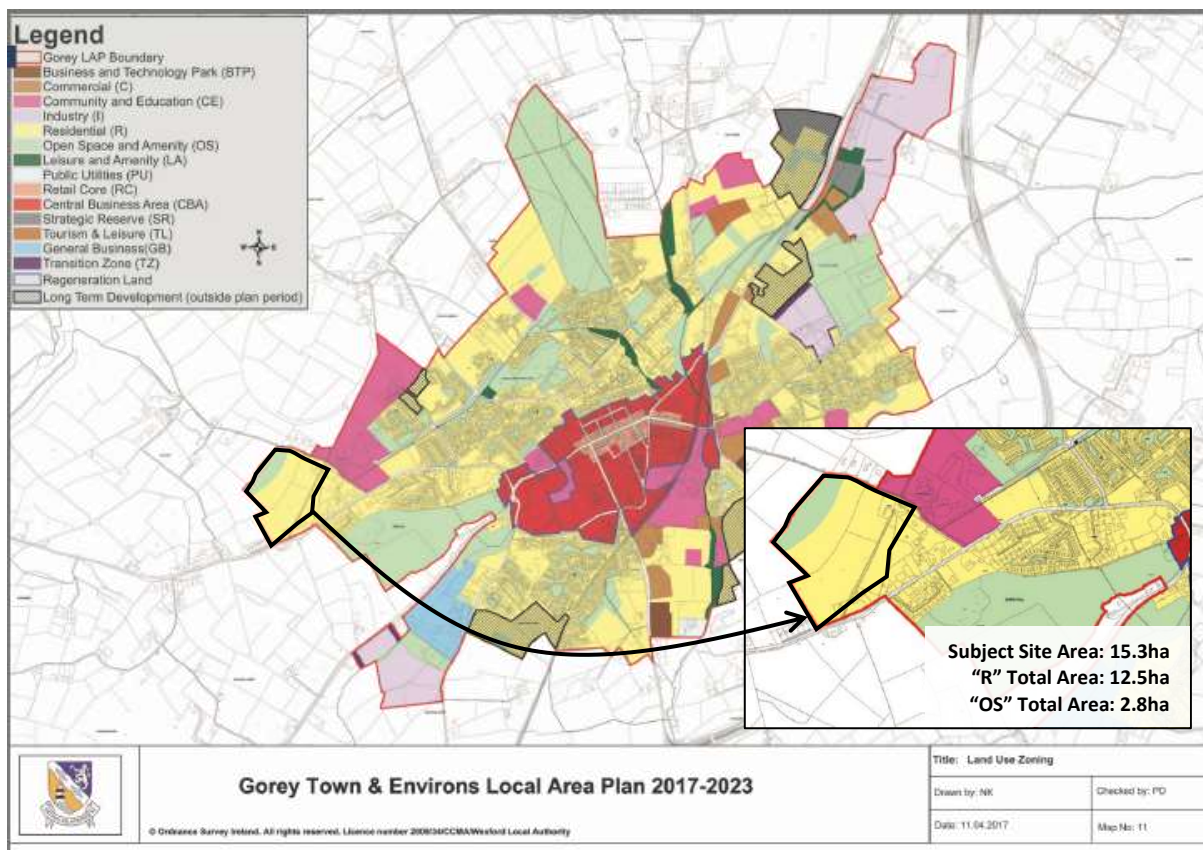 Legend
Gorey LAP Boundary
Business and Technology Park (BTP)
Commercial (C)
Community and Education (CE)
Industry (I)
Residential (R)
Open Space and Amenity (OS)
Leisure and Amenity (LA)
Public Utilities (PU)
Retail Core (RC)
Central Business Area (CBA)
Strategic Reserve (SR)
Tourism & Leisure (TL)
General Business(GB)
Transition Zone (TZ)
Regeneration Land
Long Term Development (outside plan period)
Subject Site Area: 15.3ha
“R” Total Area: 12.5ha
“OS” Total Area: 2.8ha
Gorey Town & Environs Local Area Plan 2017-2023
© Ordnance Survey Ireland. All rights reserved. Licence number 2008/34/CCMA/Wexford Local Authority
Title: Land Use Zoning
Drawn by: NK
Checked by: PD
Date: 11.04.2017
Map No: 11